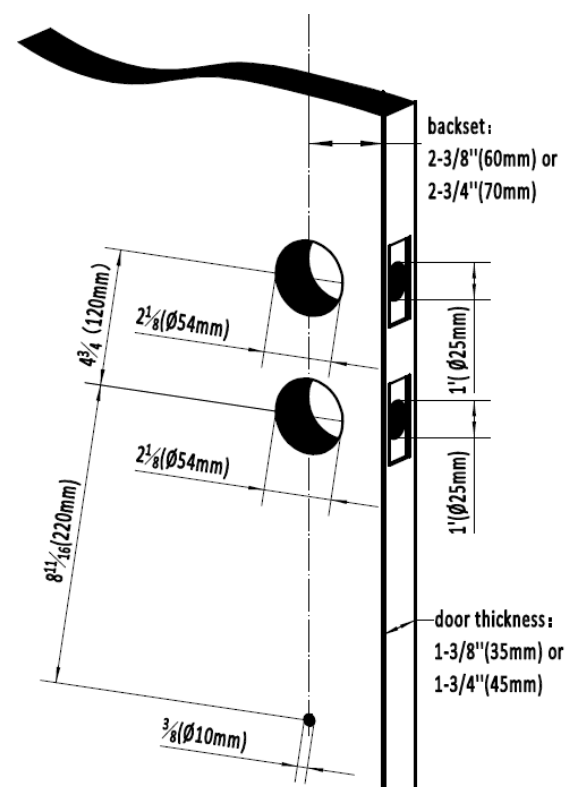 backset:
2-3/8''(60mm) or
2-3/4''(70mm)
4¾ (120mm)
2⅛(Ø54mm)
1'( Ø25mm)
2⅛(Ø54mm)
1'(Ø25mm)
8 11/16(220mm)
door thickness:
1-3/8''(35mm) or
1-3/4''(45mm)
⅜(Ø10mm)